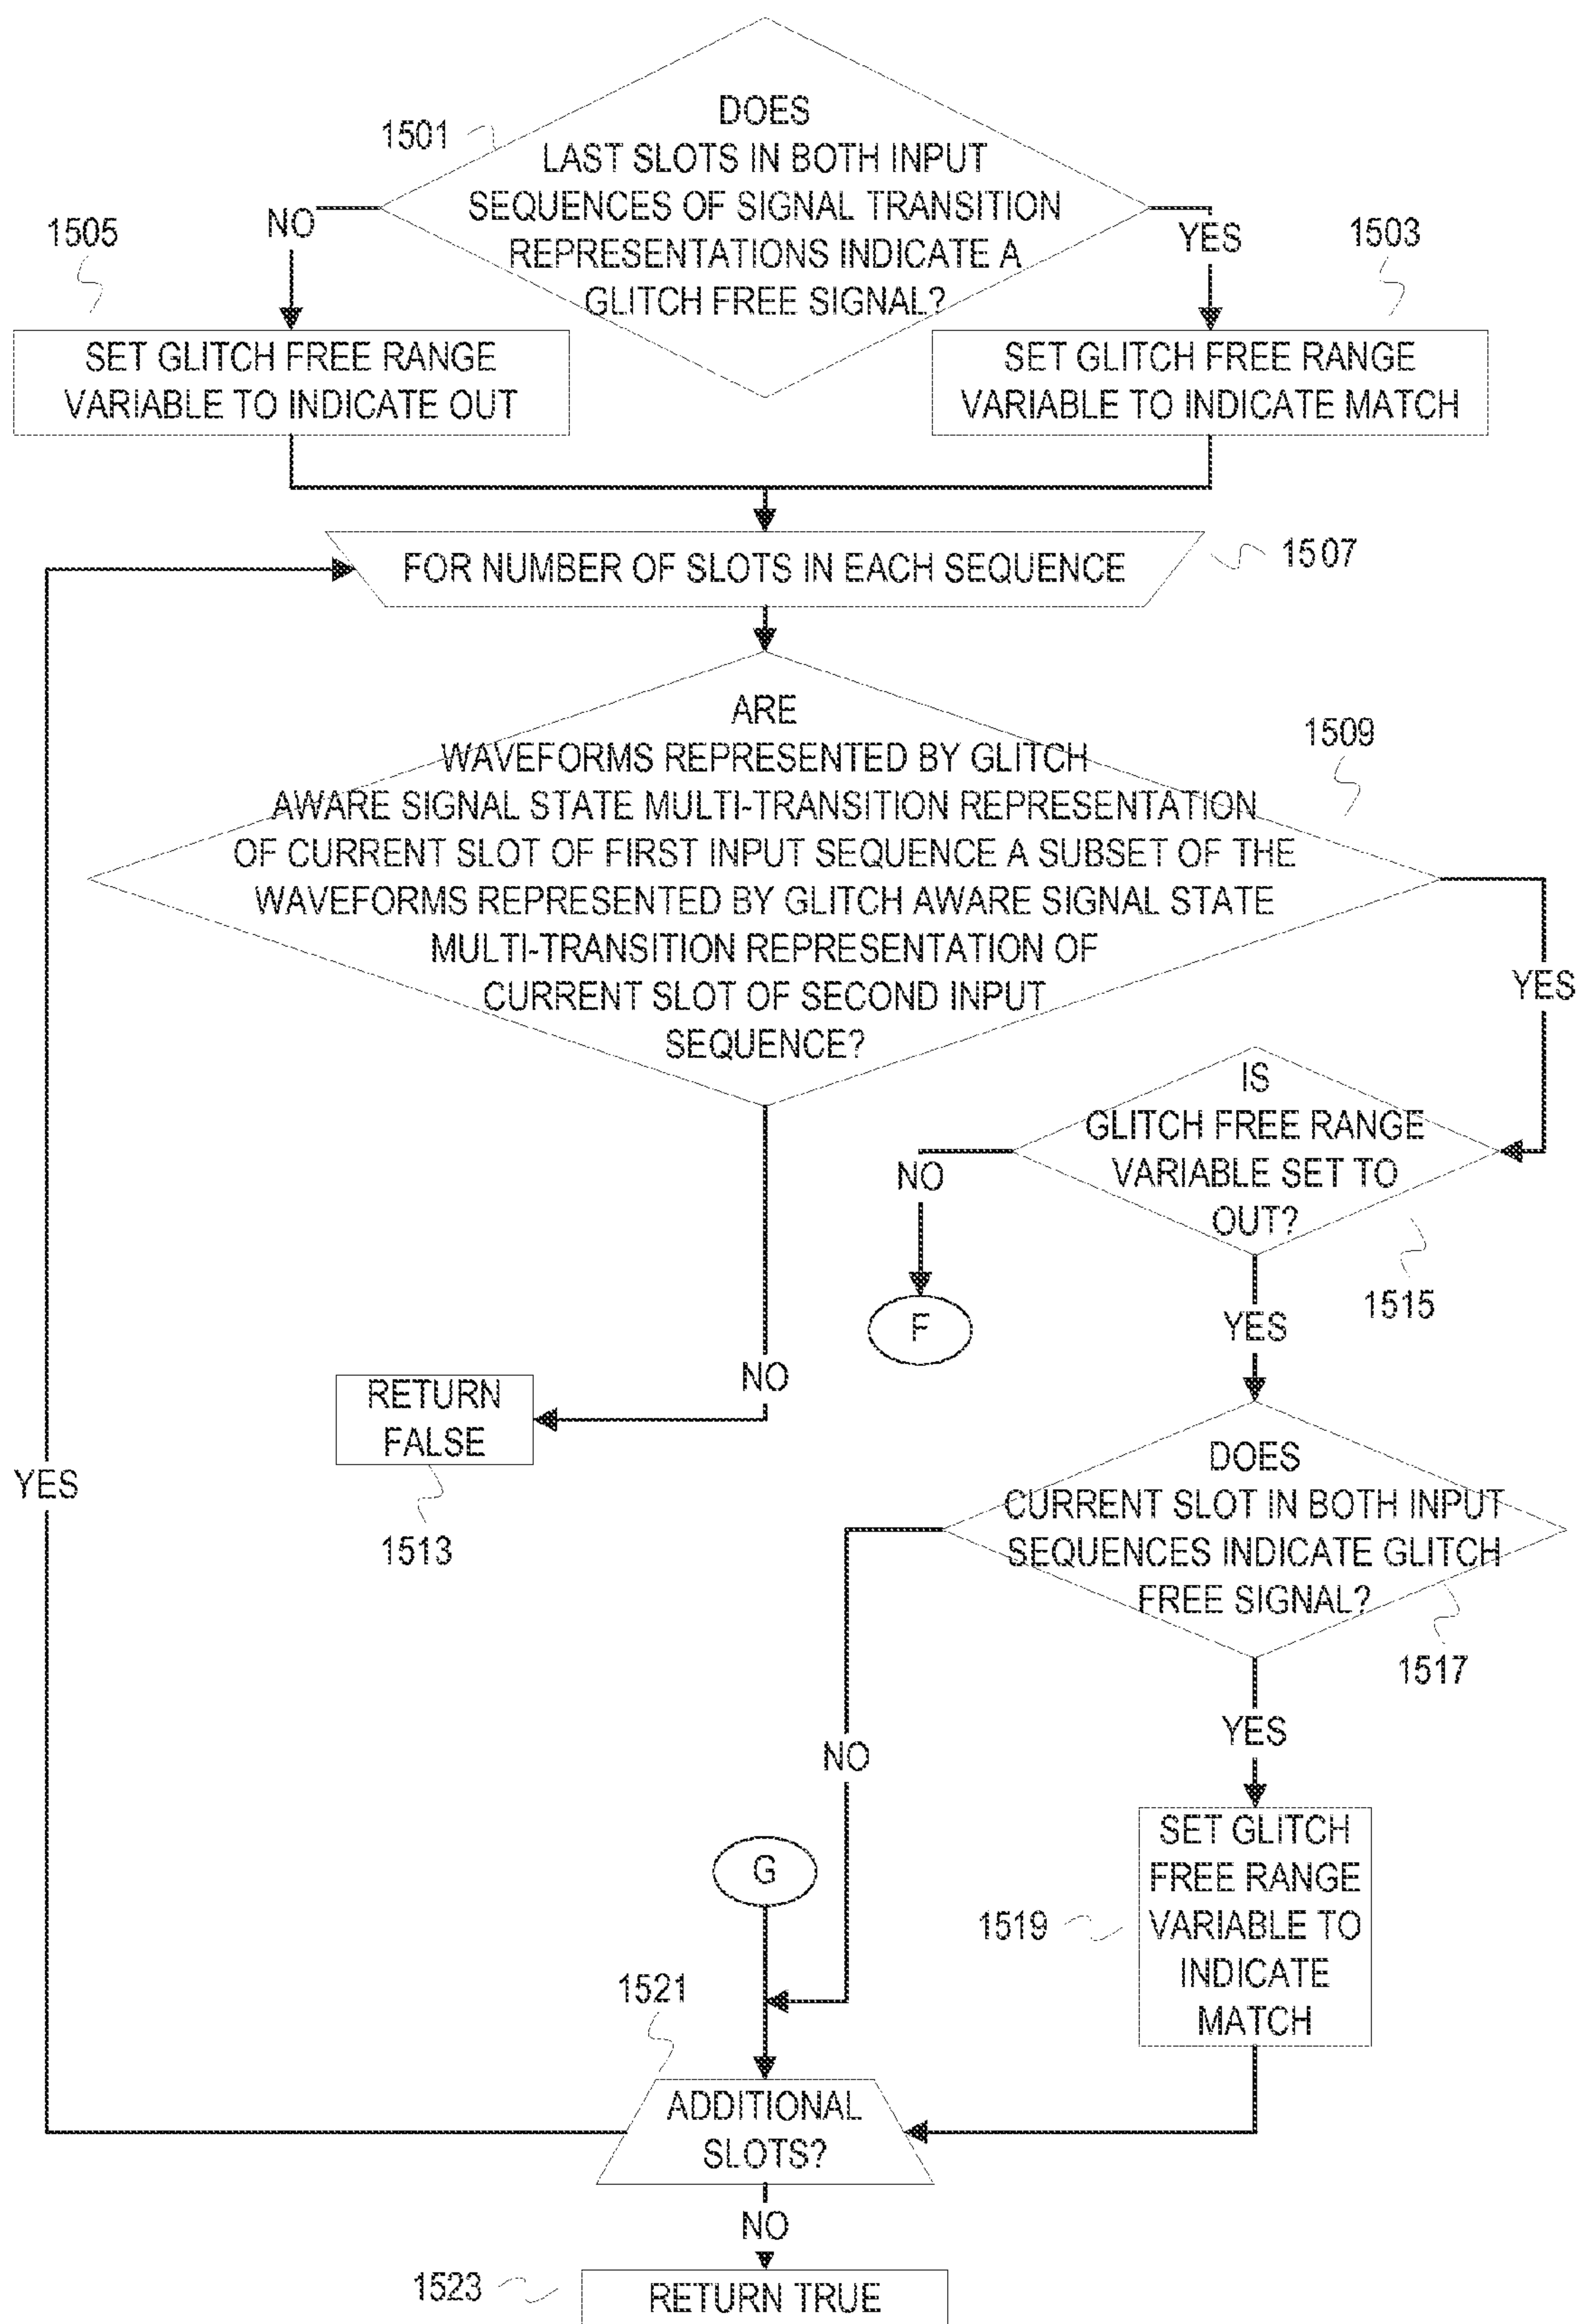 DOES
LAST SLOTS IN BOTH INPUT
SEQUENCES OF SIGNAL TRANSITION
REPRESENTATIONS INDICATE A
GLITCH FREE SIGNAL?
1501
NO
YES
1505
1503
SET GLITCH FREE RANGE
VARIABLE TO INDICATE OUT
SET GLITCH FREE RANGE
VARIABLE TO INDICATE MATCH
FOR NUMBER OF SLOTS IN EACH SEQUENCE
1507
ARE
WAVEFORMS REPRESENTED BY GLITCH
AWARE SIGNAL STATE MULTI-TRANSITION REPRESENTATION
OF CURRENT SLOT OF FIRST INPUT SEQUENCE A SUBSET OF THE
WAVEFORMS REPRESENTED BY GLITCH AWARE SIGNAL STATE
MULTI-TRANSITION REPRESENTATION OF
CURRENT SLOT OF SECOND INPUT
SEQUENCE?
1509
YES
IS
GLITCH FREE RANGE
VARIABLE SET TO
OUT?
1515
NO
F
YES
NO
RETURN
FALSE
1513
YES
DOES
CURRENT SLOT IN BOTH INPUT
SEQUENCES INDICATE GLITCH
FREE SIGNAL?
1517
YES
NO
SET GLITCH
FREE RANGE
VARIABLE TO
INDICATE
MATCH
1519
G
1521
ADDITIONAL
SLOTS?
NO
1523
RETURN TRUE